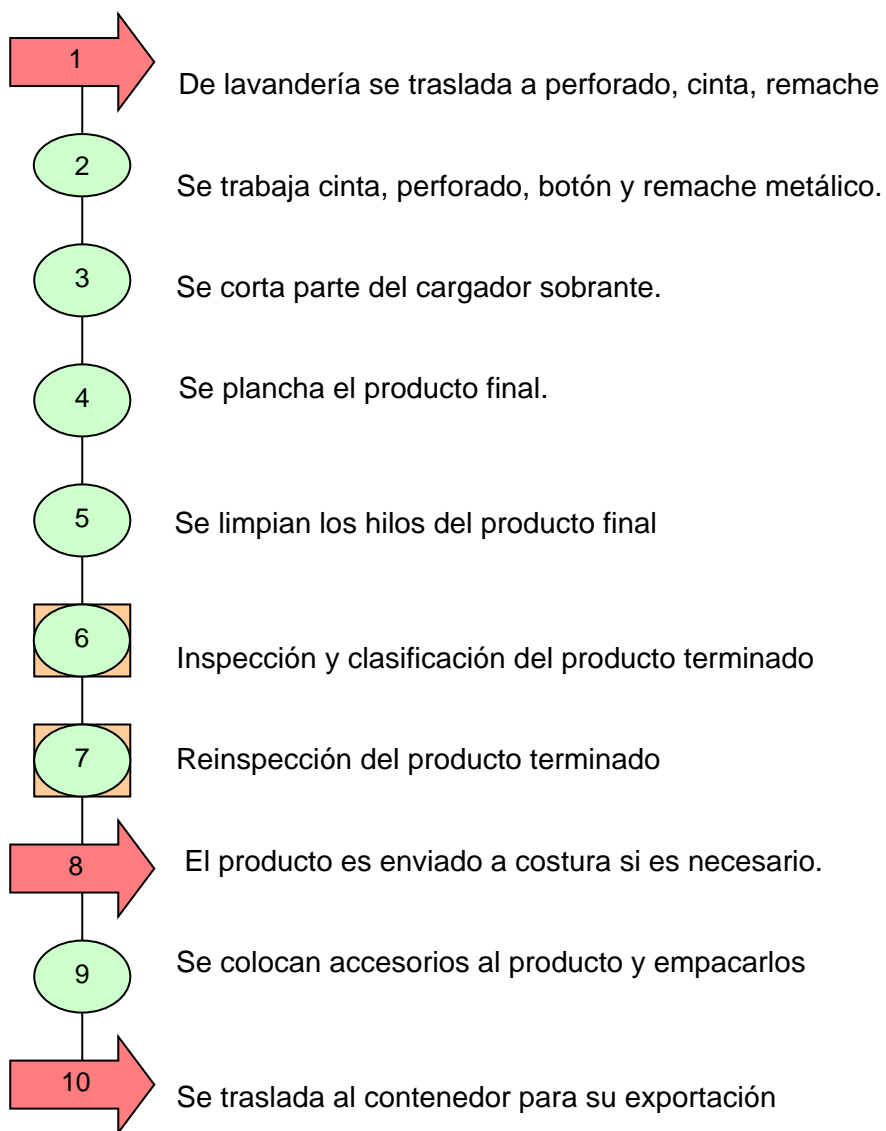 1
De lavandería se traslada a perforado, cinta, remache
2
Se trabaja cinta, perforado, botón y remache metálico.
3
Se corta parte del cargador sobrante.
4
Se plancha el producto final.
5
Se limpian los hilos del producto final
6
Inspección y clasificación del producto terminado
7
Reinspección del producto terminado
8
El producto es enviado a costura si es necesario.
9
Se colocan accesorios al producto y empacarlos
10
Se traslada al contenedor para su exportación